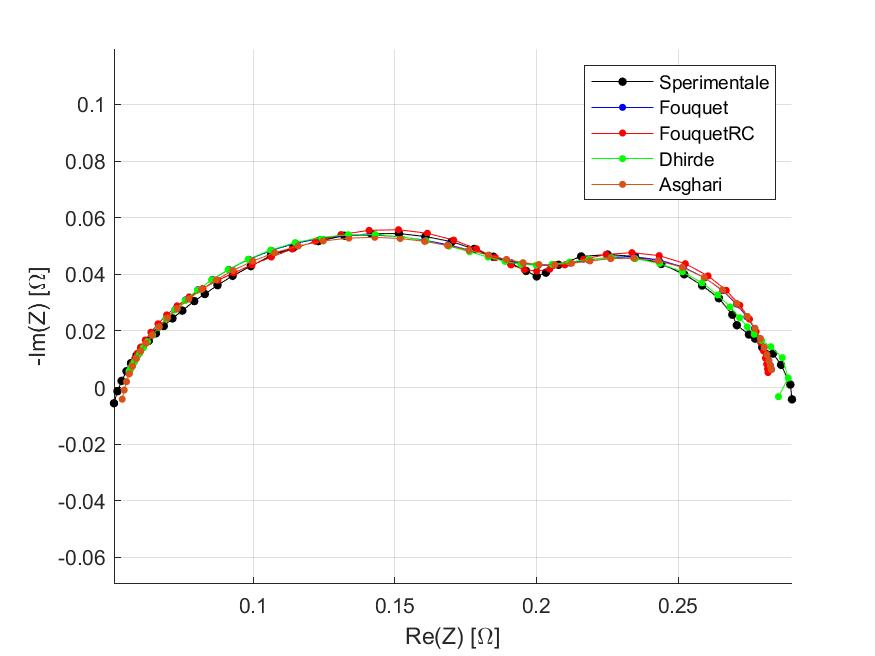 Sperimentale
Fouquet
FouquetRC
Dhirde
Asghari
0.1
0.08
0.06
0.04
0.02
0
-0.02
-0.04
-0.06
-Im(Z) [Ω]
0.1
0.15
0.2
0.25
Re(Z) [Ω]